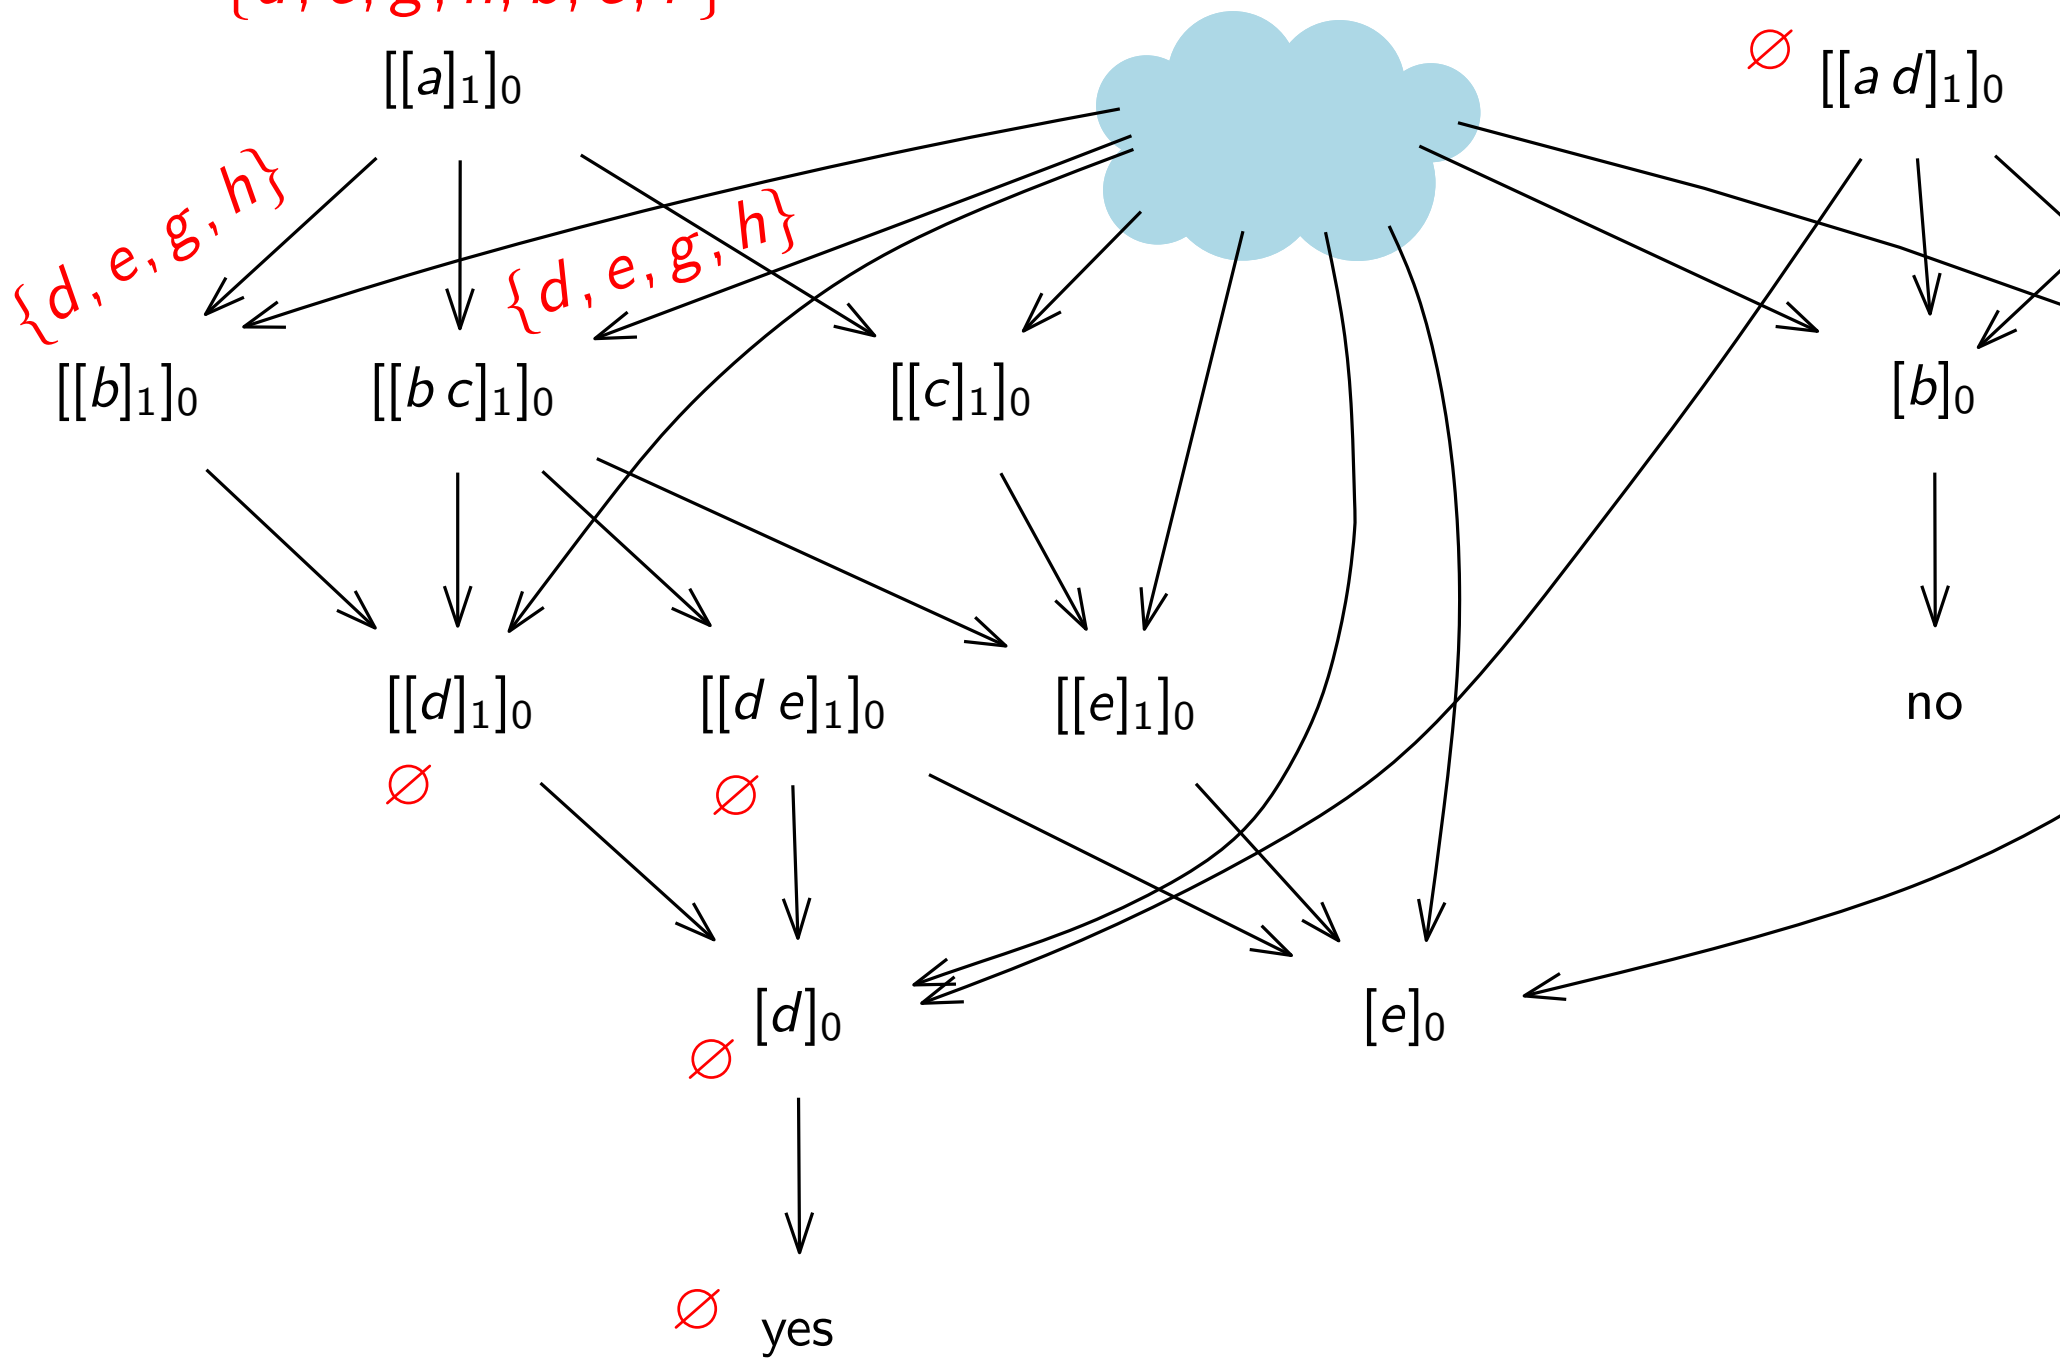 [[a]₁]₀
∅ [[a d]₁]₀
{d, e, g, h}
{d, e, g, h}
[[b]₁]₀ [[b c]₁]₀ [[c]₁]₀ [b]₀
[[d]₁]₀ [[d e]₁]₀ [[e]₁]₀ no
∅ ∅
[d]₀ [e]₀
∅
∅ yes